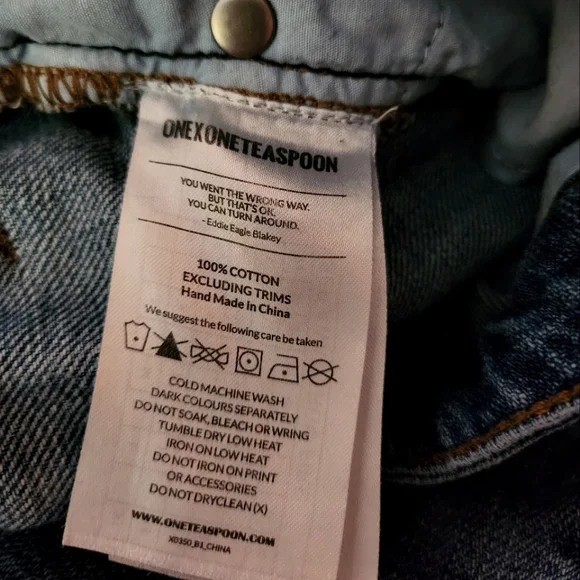 ONEXONETEASPOON
YOU WENT THE WRONG WAY.
BUT THAT'S OK.
YOU CAN TURN AROUND.
- Eddie Eagle Blakey
100% COTTON
EXCLUDING TRIMS
Hand Made in China
We suggest the following care be taken
COLD MACHINE WASH
DARK COLOURS SEPARATELY
DO NOT SOAK, BLEACH OR WRING
TUMBLE DRY LOW HEAT
IRON ON LOW HEAT
DO NOT IRON ON PRINT
OR ACCESSORIES
DO NOT DRYCLEAN (X)
WWW.ONETEASPOON.COM
X0350_B1_CHINA